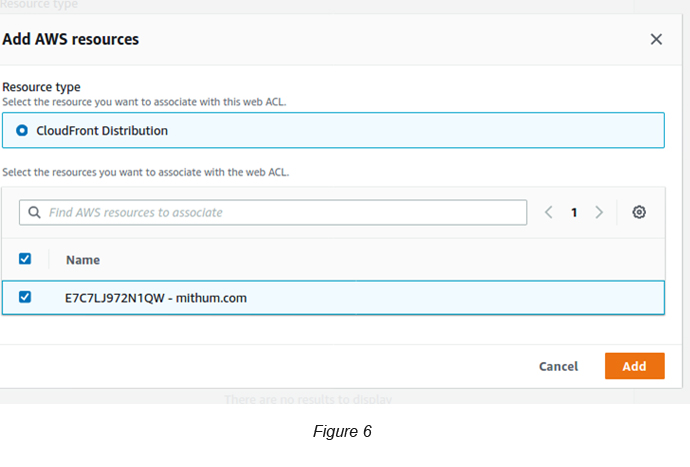 Resource type
Add AWS resources
Resource type
Select the resource you want to associate with this web ACL.
CloudFront Distribution
Select the resources you want to associate with the web ACL.
Find AWS resources to associate
1
Name
E7C7LJ972N1QW - mithum.com
Cancel
Add
There are no results to display
Figure 6